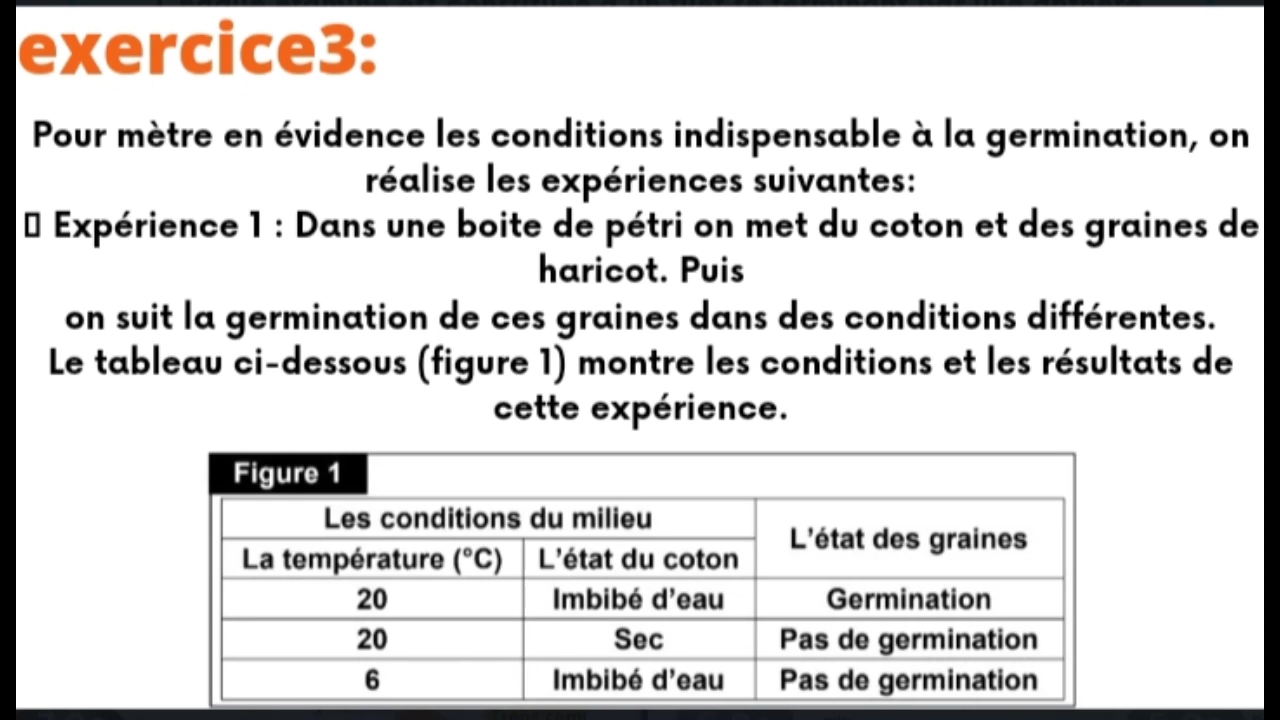 exercice3:
Pour mètre en évidence les conditions indispensable à la germination, on
réalise les expériences suivantes:
▯ Expérience 1 : Dans une boite de pétri on met du coton et des graines de
haricot. Puis
on suit la germination de ces graines dans des conditions différentes.
Le tableau ci-dessous (figure 1) montre les conditions et les résultats de
cette expérience.
Figure 1
Les conditions du milieu
L'état des graines
La température (°C) L'état du coton
20 Imbibé d'eau Germination
20 Sec Pas de germination
6 Imbibé d'eau Pas de germination